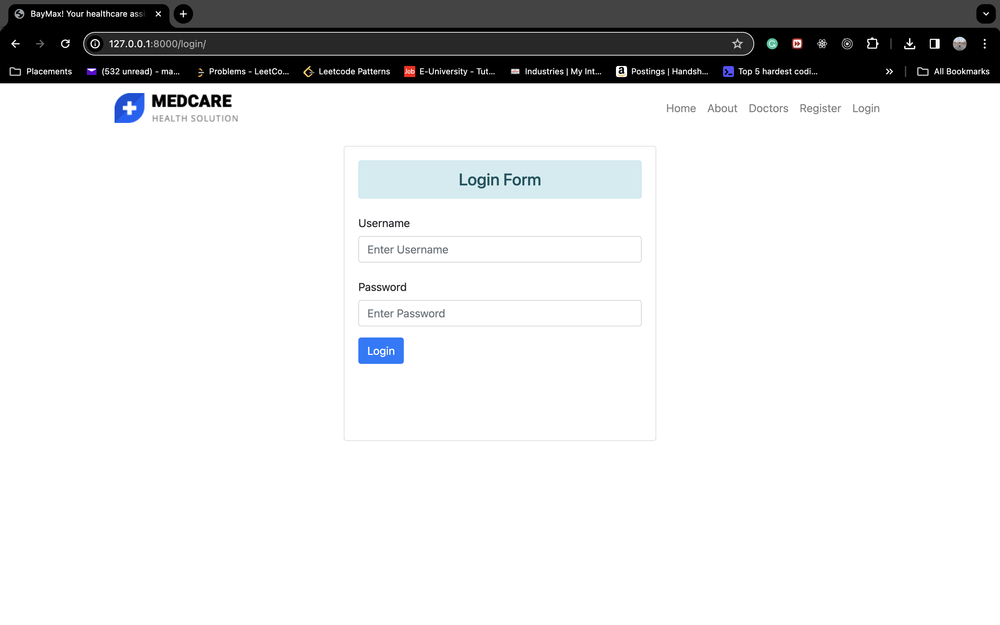 BayMax! Your healthcare assi
127.0.0.1:8000/login/
Placements (532 unread) - ma... Problems - LeetCo... Leetcode Patterns Job E-University - Tut... Industries | My Int... Postings | Handsh... Top 5 hardest codi... All Bookmarks
MEDCARE
HEALTH SOLUTION
Home About Doctors Register Login
Login Form
Username
Enter Username
Password
Enter Password
Login